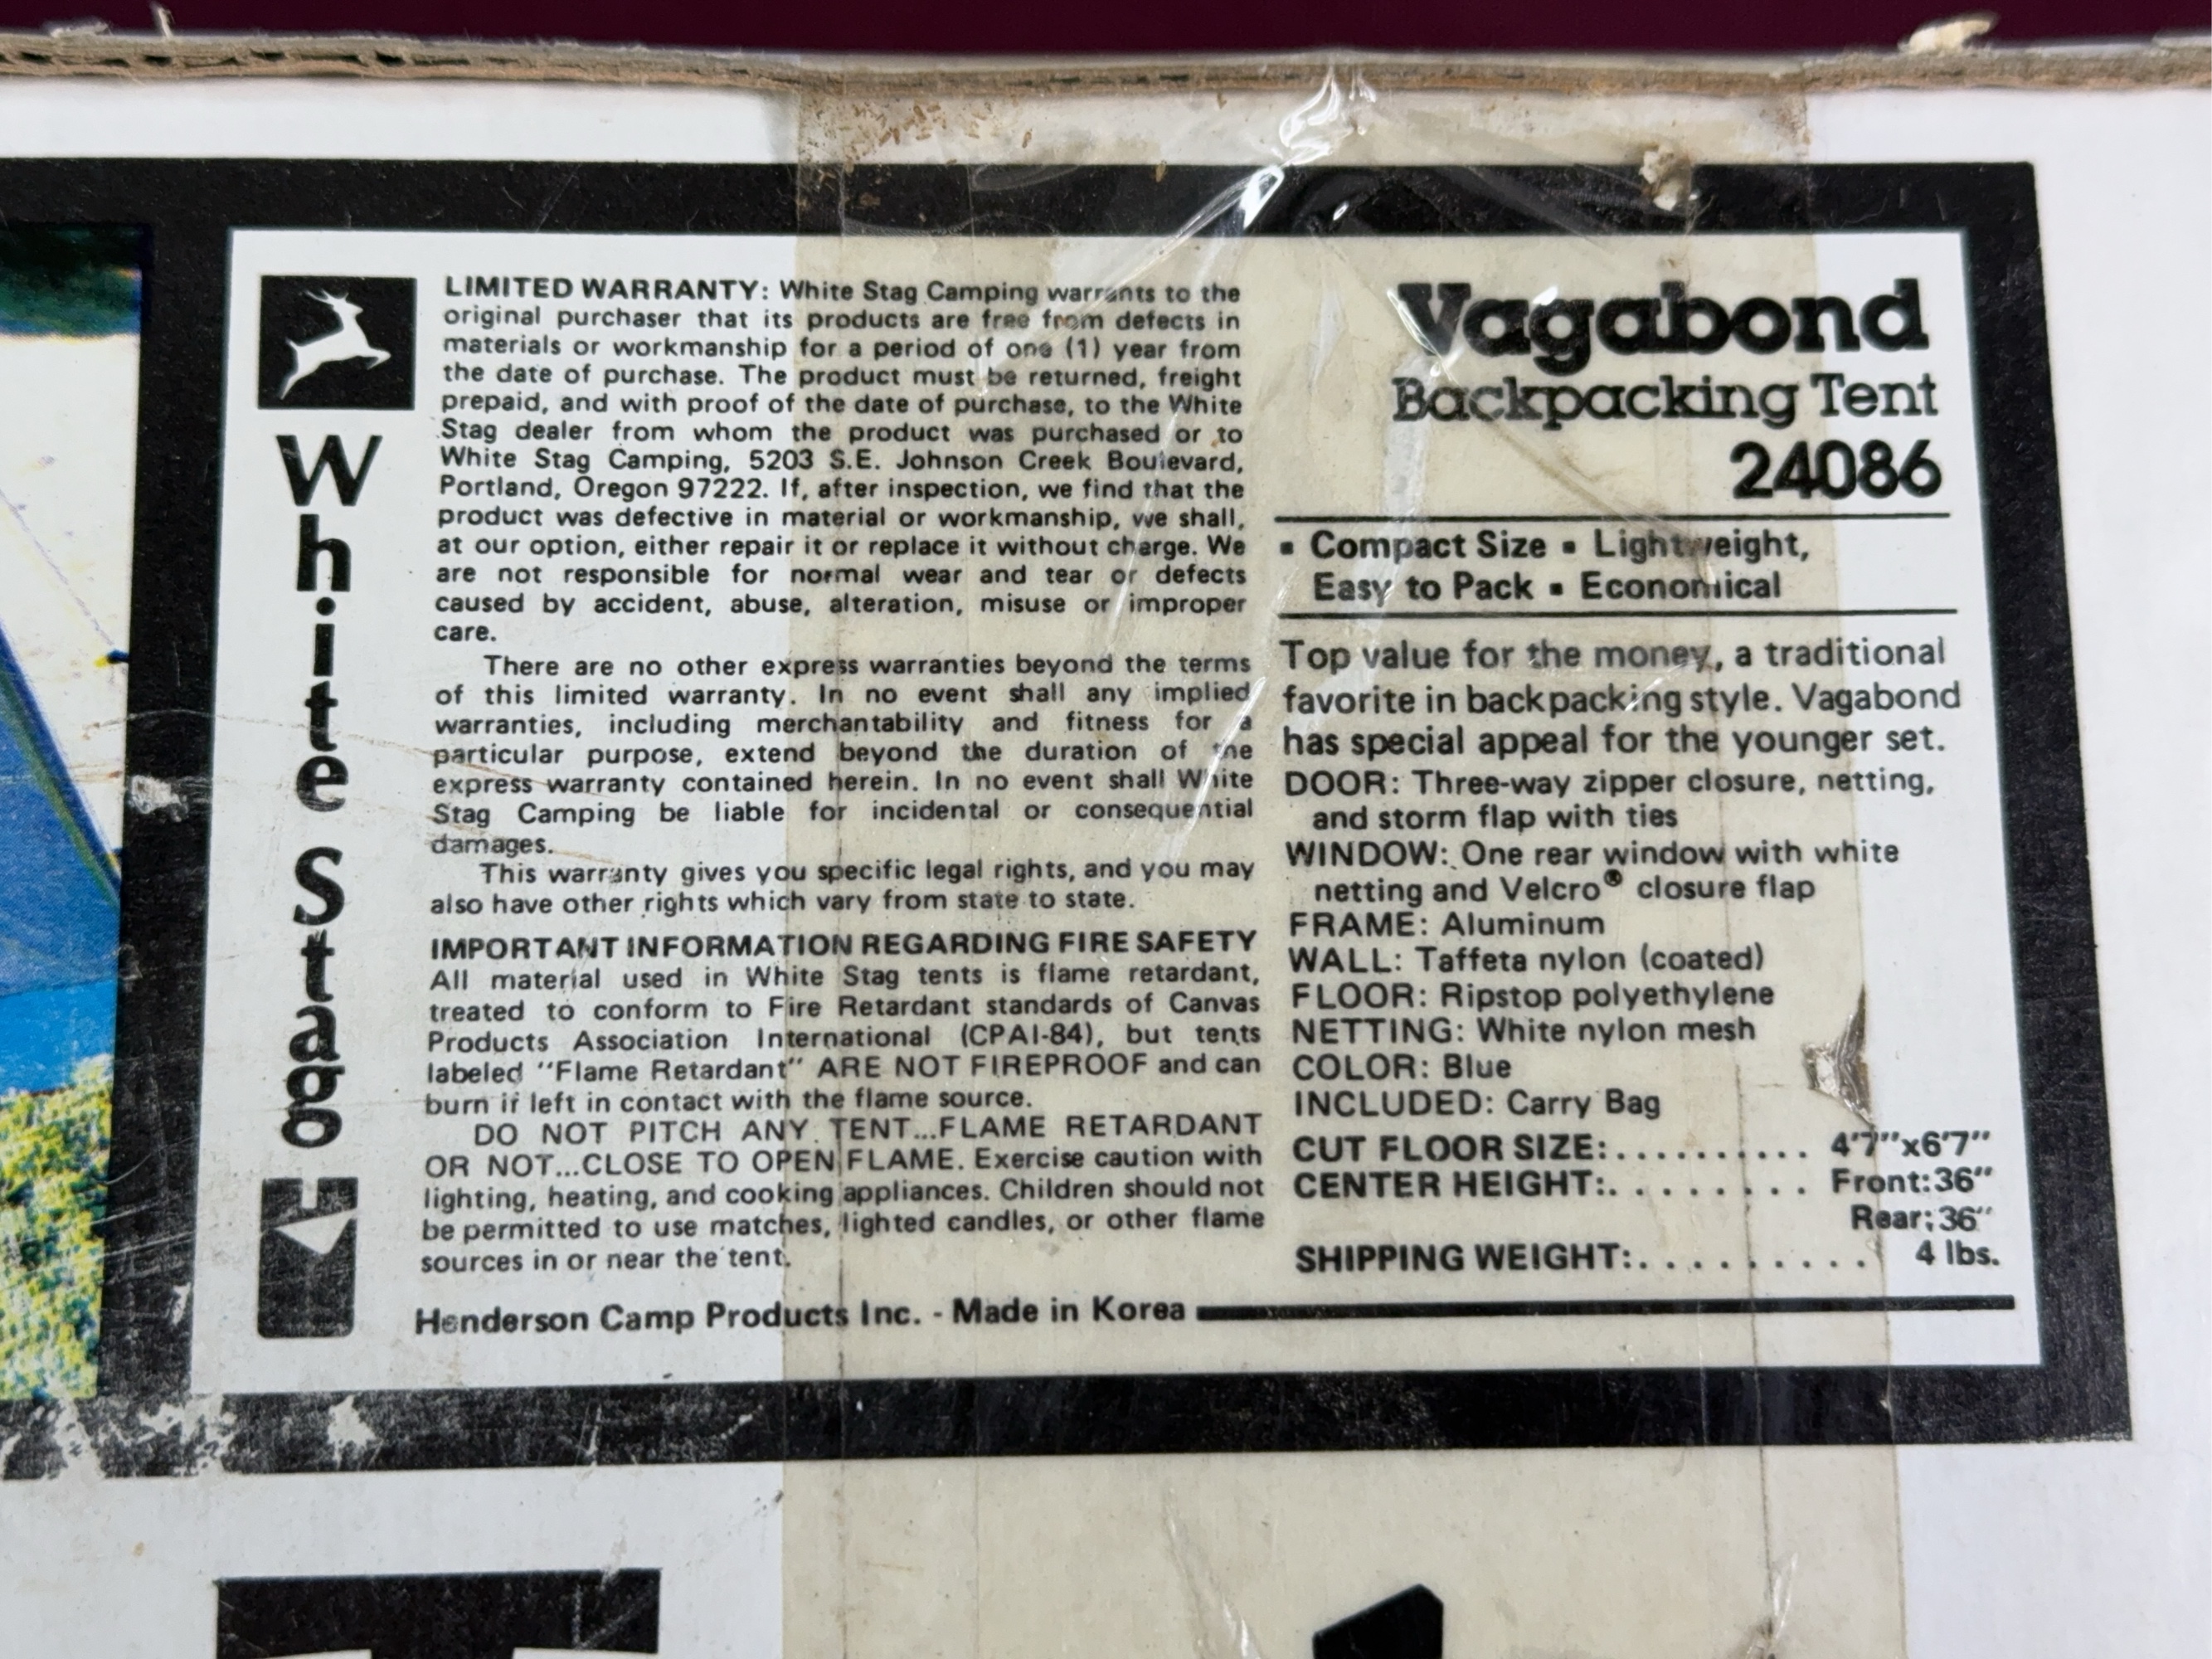 White Stag
LIMITED WARRANTY: White Stag Camping warrants to the
original purchaser that its products are free from defects in
materials or workmanship for a period of one (1) year from
the date of purchase. The product must be returned, freight
prepaid, and with proof of the date of purchase, to the White
Stag dealer from whom the product was purchased or to
White Stag Camping, 5203 S.E. Johnson Creek Boulevard,
Portland, Oregon 97222. If, after inspection, we find that the
product was defective in material or workmanship, we shall,
at our option, either repair it or replace it without charge. We
are not responsible for normal wear and tear or defects
caused by accident, abuse, alteration, misuse or improper
care.
There are no other express warranties beyond the terms
of this limited warranty. In no event shall any implied
warranties, including merchantability and fitness for a
particular purpose, extend beyond the duration of the
express warranty contained herein. In no event shall White
Stag Camping be liable for incidental or consequential
damages.
This warranty gives you specific legal rights, and you may
also have other rights which vary from state to state.
IMPORTANT INFORMATION REGARDING FIRE SAFETY
All material used in White Stag tents is flame retardant,
treated to conform to Fire Retardant standards of Canvas
Products Association International (CPAI-84), but tents
labeled "Flame Retardant" ARE NOT FIREPROOF and can
burn if left in contact with the flame source.
DO NOT PITCH ANY TENT...FLAME RETARDANT
OR NOT...CLOSE TO OPEN FLAME. Exercise caution with
lighting, heating, and cooking appliances. Children should not
be permitted to use matches, lighted candles, or other flame
sources in or near the tent.
Henderson Camp Products Inc. - Made in Korea
Vagabond
Backpacking Tent
24086
▪ Compact Size ▪ Lightweight,
Easy to Pack ▪ Economical
Top value for the money, a traditional
favorite in backpacking style. Vagabond
has special appeal for the younger set.
DOOR: Three-way zipper closure, netting,
and storm flap with ties
WINDOW: One rear window with white
netting and Velcro® closure flap
FRAME: Aluminum
WALL: Taffeta nylon (coated)
FLOOR: Ripstop polyethylene
NETTING: White nylon mesh
COLOR: Blue
INCLUDED: Carry Bag
CUT FLOOR SIZE:.......... 4'7"x6'7"
CENTER HEIGHT:......... Front:36"
Rear:36"
SHIPPING WEIGHT:.......... 4 lbs.